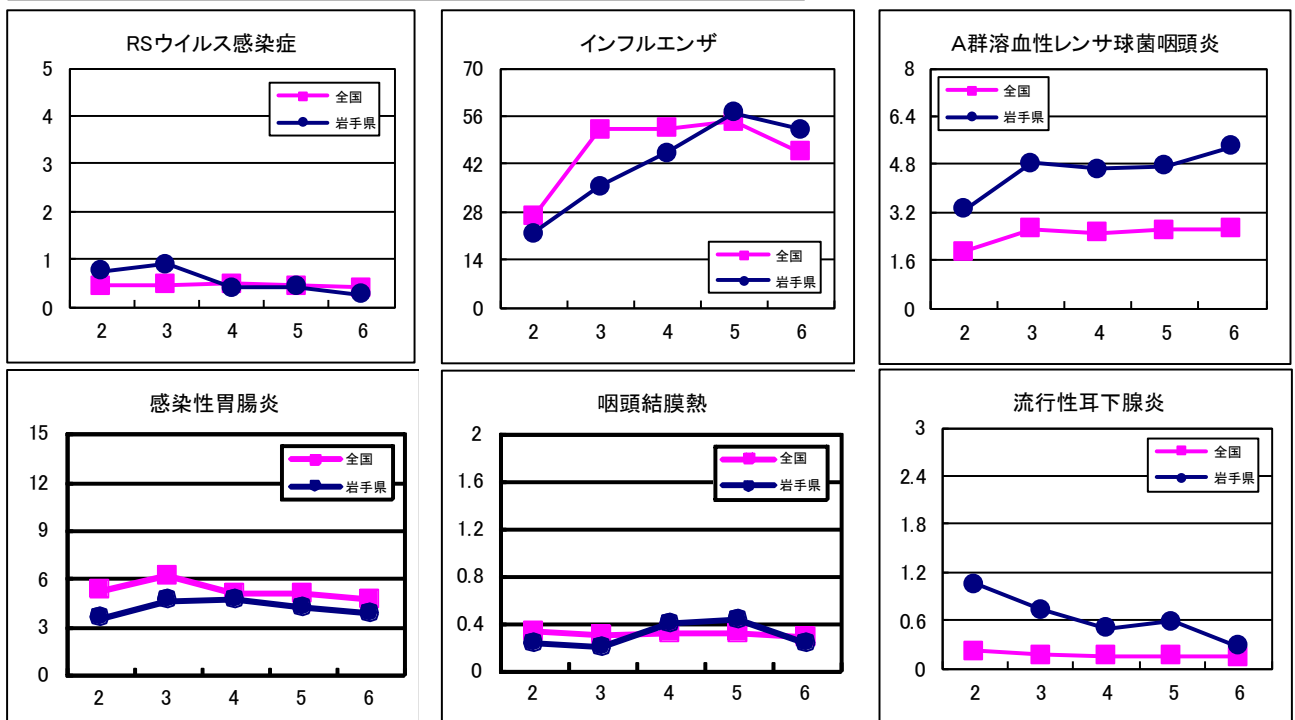 RSウイルス感染症
5
4
3
2
1
0
全国
岩手県
2 3 4 5 6
インフルエンザ
70
56
42
28
14
0
全国
岩手県
2 3 4 5 6
A群溶血性レンサ球菌咽頭炎
8
6.4
4.8
3.2
1.6
0
全国
岩手県
2 3 4 5 6
感染性胃腸炎
15
12
9
6
3
0
全国
岩手県
2 3 4 5 6
咽頭結膜熱
2
1.6
1.2
0.8
0.4
0
全国
岩手県
2 3 4 5 6
流行性耳下腺炎
3
2.4
1.8
1.2
0.6
0
全国
岩手県
2 3 4 5 6